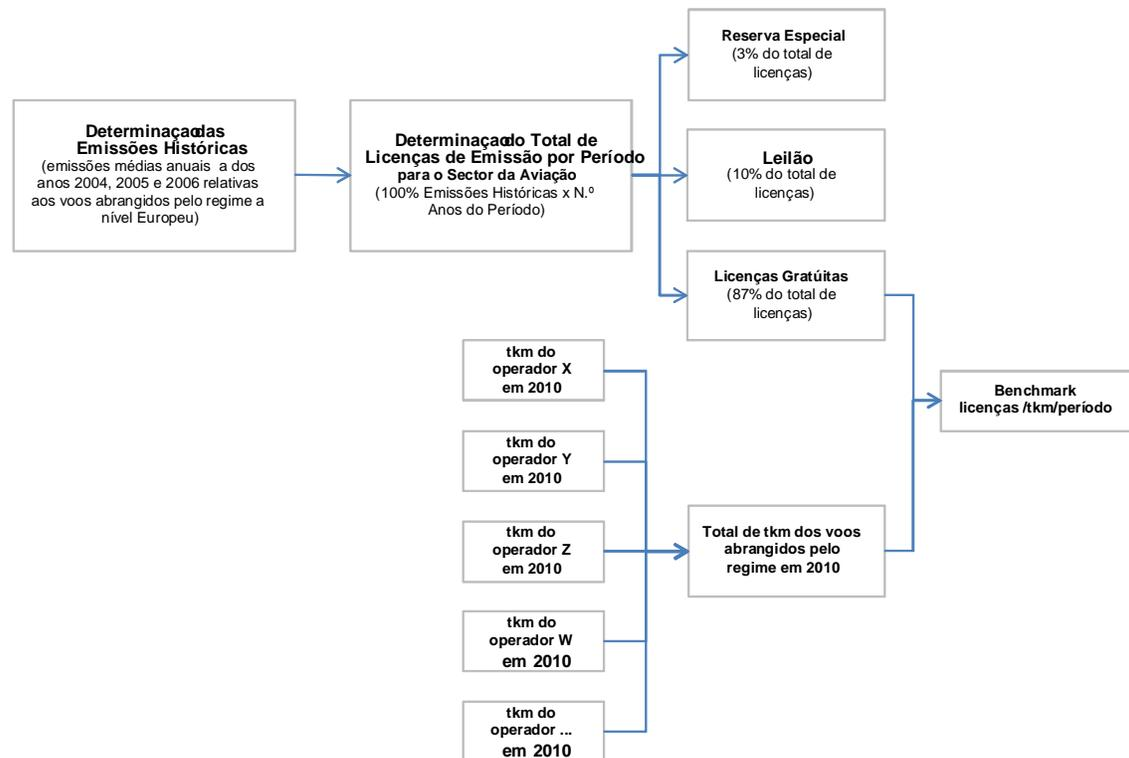 Determinaçaodas
Emissões Históricas
(emissões médias anuais a dos
anos 2004, 2005 e 2006 relativas
aos voos abrangidos pelo regime a
nível Europeu)
Determinaçaodo Total de
Licenças de Emissão por Período
para o Sector da Aviação
(100% Emissões Históricas x N.º
Anos do Período)
Reserva Especial
(3% do total de
licenças)
Leilão
(10% do total de
licenças)
Licenças Gratúitas
(87% do total de
licenças)
tkm do
operador X
em 2010
tkm do
operador Y
em 2010
tkm do
operador Z
em 2010
tkm do
operador W
em 2010
tkm do
operador ...
em 2010
Total de tkm dos voos
abrangidos pelo
regime em 2010
Benchmark
licenças /tkm/período